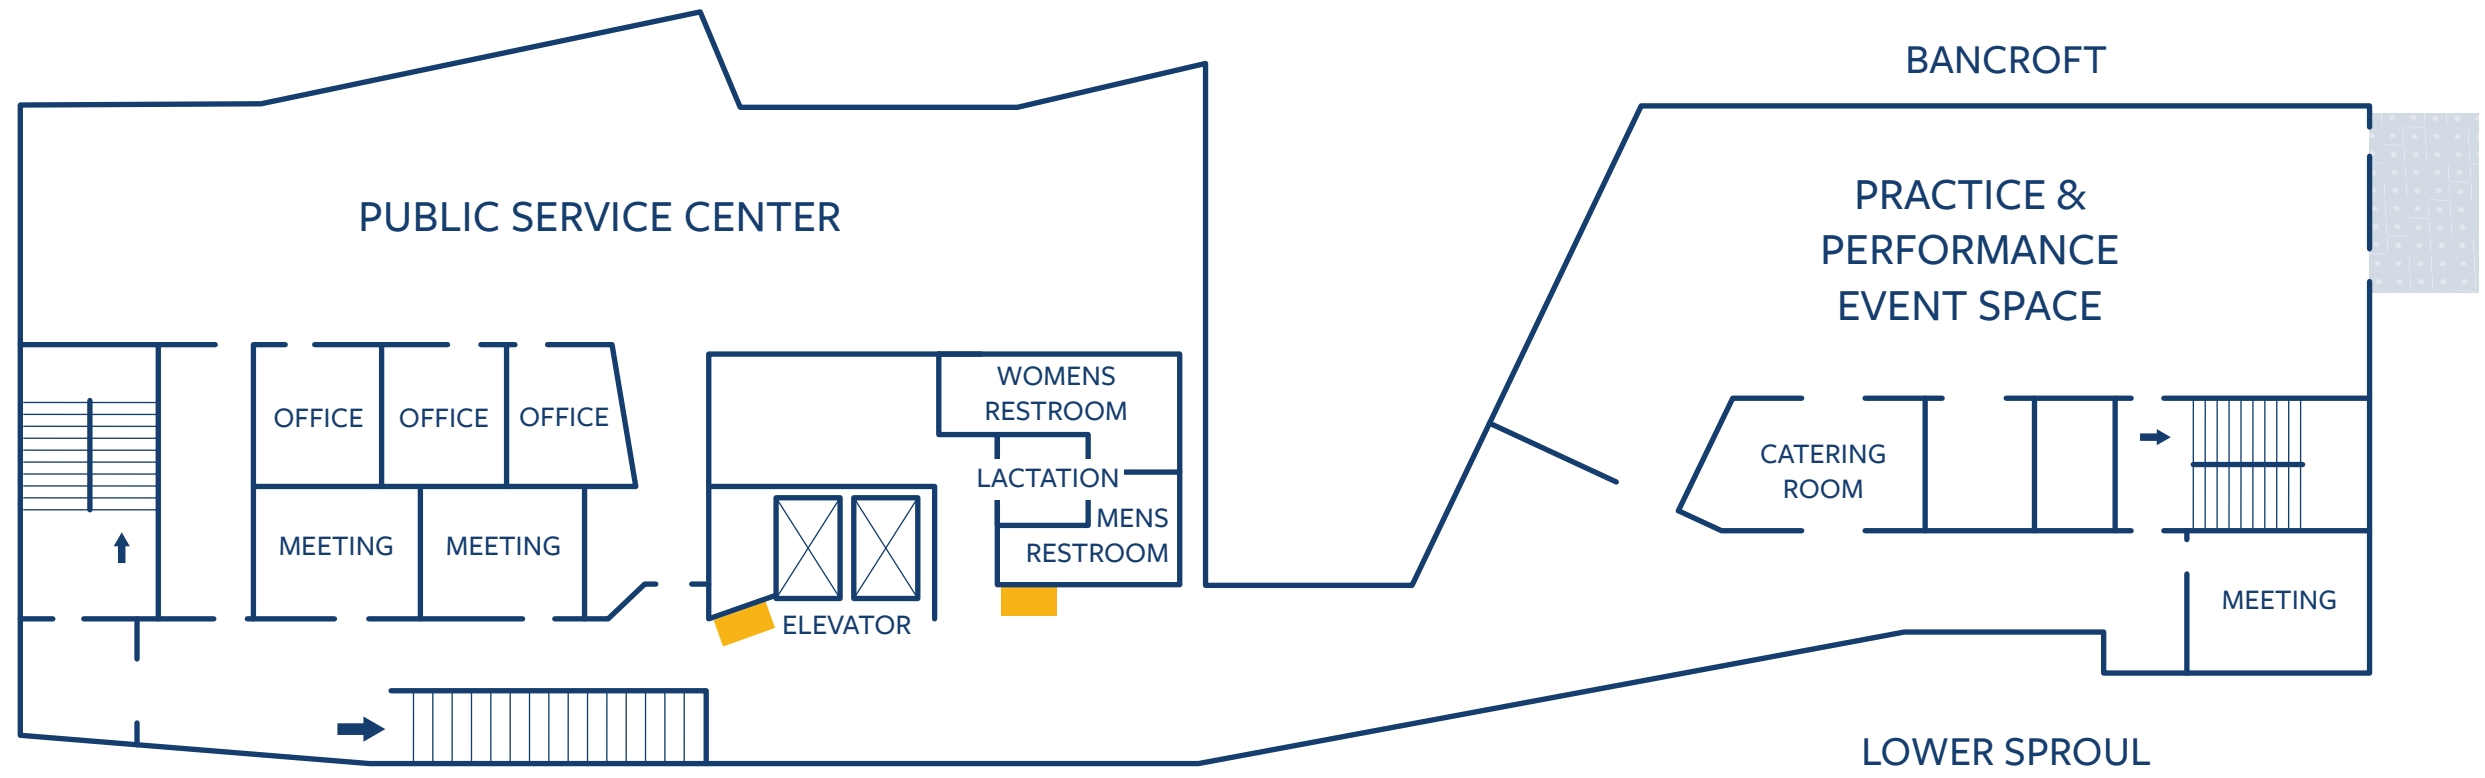 BANCROFT
PUBLIC SERVICE CENTER
PRACTICE &
PERFORMANCE
EVENT SPACE
OFFICE
OFFICE
OFFICE
WOMENS
RESTROOM
LACTATION
MENS
RESTROOM
CATERING
ROOM
MEETING
MEETING
ELEVATOR
MEETING
LOWER SPROUL